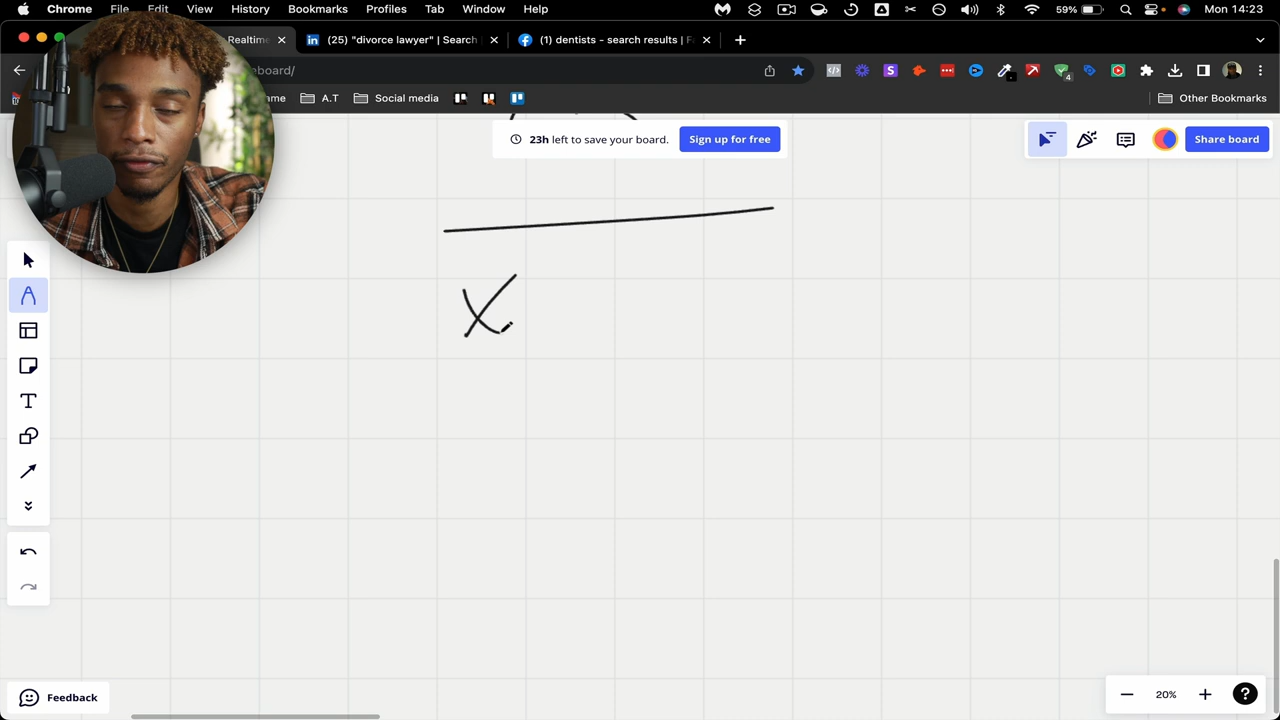 Chrome File Edit View History Bookmarks Profiles Tab Window Help 59% Mon 14:23
Realtime (25) "divorce lawyer" | Search (1) dentists - search results | F
eboard/ 4
me A.T Social media Other Bookmarks
23h left to save your board. Sign up for free Share board
X
Feedback 20% ?